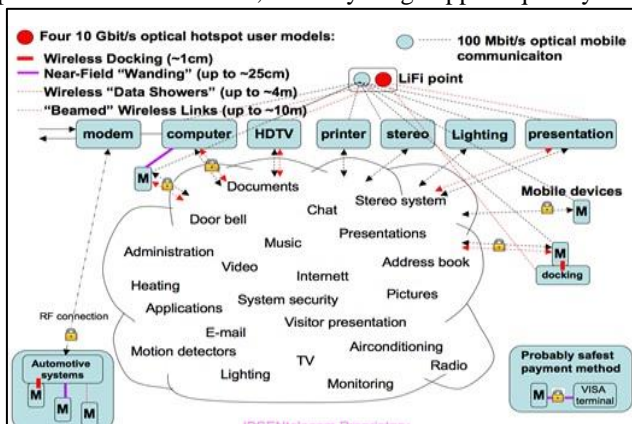 Four 10 Gbit/s optical hotspot user models:
Wireless Docking (~1cm)
Near-Field “Wanding” (up to ~25cm)
Wireless “Data Showers” (up to ~4m)
“Beamed” Wireless Links (up to ~10m)
100 Mbit/s optical mobile
communicaiton
LiFi point
modem
computer
HDTV
printer
stereo
Lighting
presentation
M
Documents
Chat
Stereo system
Mobile devices
M
Door bell
Music
Presentations
Administration
Video
Internett
Address book
M
docking
Heating
System security
Pictures
Applications
RF connection
E-mail
Visitor presentation
Motion detectors
TV
Airconditioning
Radio
Lighting
Monitoring
Automotive
systems
M
M
M
Probably safest
payment method
M
VISA
terminal